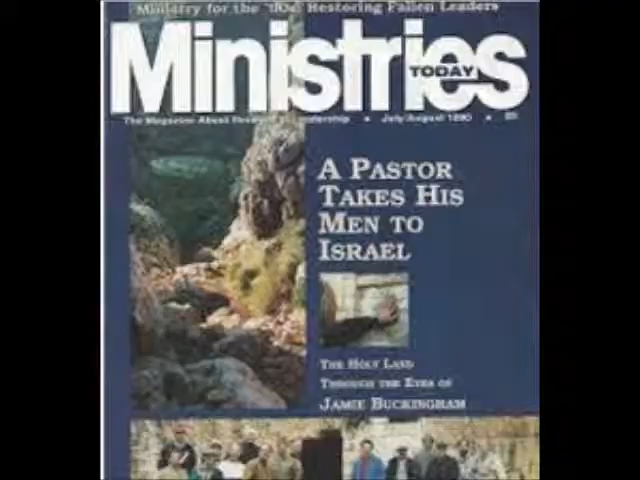 Ministry for the '90s: Restoring Fallen Leaders
Ministries
TODAY
The Magazine About Leadership • July/August 1990 •
A PASTOR
TAKES HIS
MEN TO
ISRAEL
THE HOLY LAND
THROUGH THE EYES OF
JAMIE BUCKINGHAM